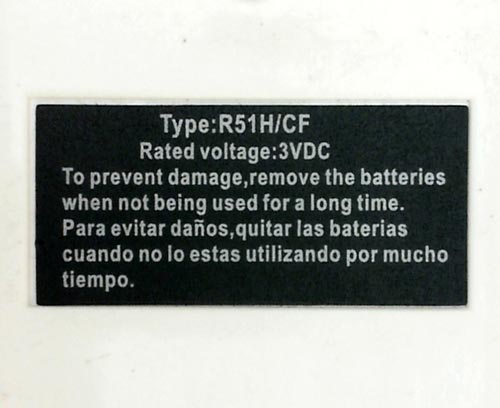 Type:R51H/CF
Rated voltage:3VDC
To prevent damage,remove the batteries
when not being used for a long time.
Para evitar daños,quitar las baterias
cuando no lo estas utilizando por mucho
tiempo.